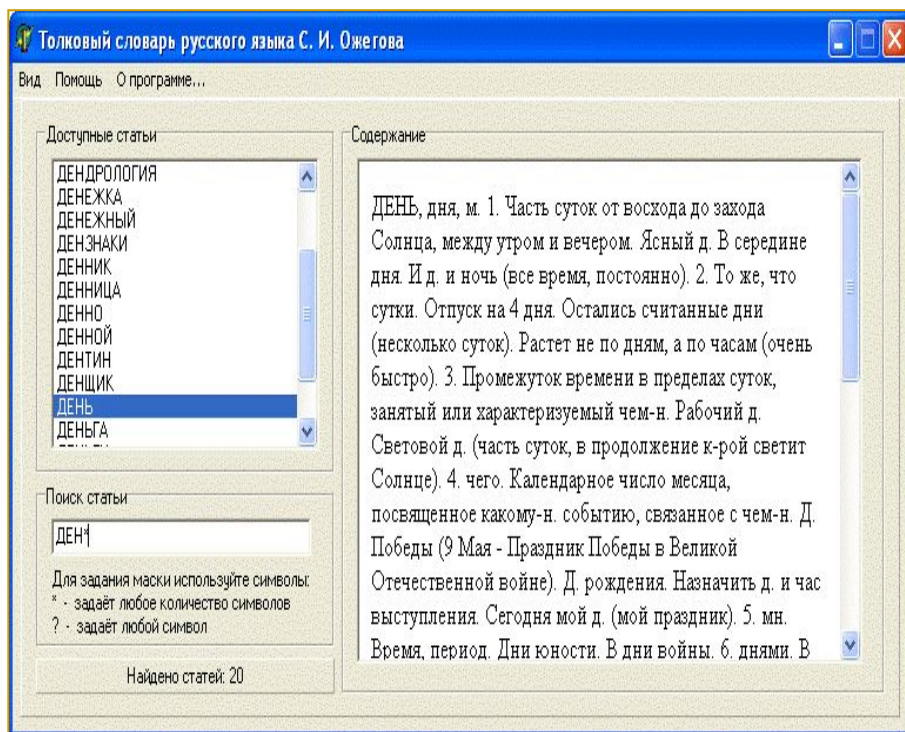 Толковый словарь русского языка С. И. Ожегова
Вид Помощь О программе...
Доступные статьи
ДЕНДРОЛОГИЯ
ДЕНЕЖКА
ДЕНЕЖНЫЙ
ДЕНЗНАКИ
ДЕННИК
ДЕННИЦА
ДЕННО
ДЕННОЙ
ДЕНТИН
ДЕНЩИК
ДЕНЬ
ДЕНЬГА
Поиск статьи
ДЕН*
Для задания маски используйте символы:
* - задаёт любое количество символов
? - задаёт любой символ
Найдено статей: 20
Содержание
ДЕНЬ, дня, м. 1. Часть суток от восхода до захода
Солнца, между утром и вечером. Ясный д. В середине
дня. И д. и ночь (все время, постоянно). 2. То же, что
сутки. Отпуск на 4 дня. Остались считанные дни
(несколько суток). Растет не по дням, а по часам (очень
быстро). 3. Промежуток времени в пределах суток,
занятый или характеризуемый чем-н. Рабочий д.
Световой д. (часть суток, в продолжение к-рой светит
Солнце). 4. чего. Календарное число месяца,
посвященное какому-н. событию, связанное с чем-н. Д.
Победы (9 Мая - Праздник Победы в Великой
Отечественной войне). Д. рождения. Назначить д. и час
выступления. Сегодня мой д. (мой праздник). 5. мн.
Время, период. Дни юности. В дни войны. 6. днями. В